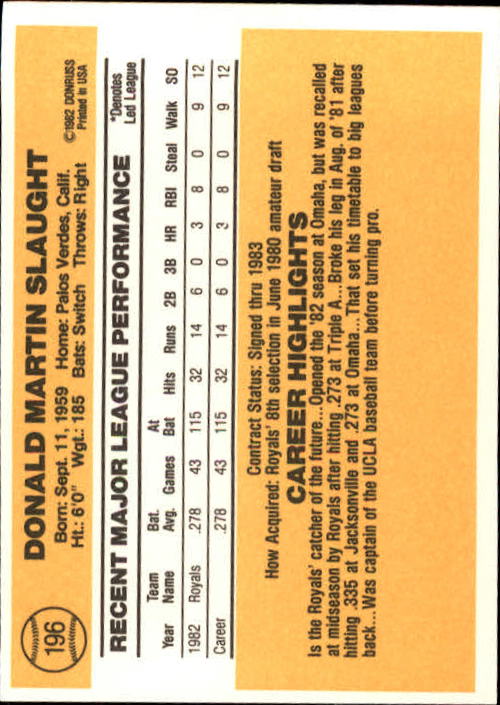 196
DONALD MARTIN SLAUGHT
Born: Sept. 11, 1959 Home: Palos Verdes, Calif.
Ht.: 6'0" Wgt.: 185 Bats: Switch Throws: Right
©1982 DONRUSS
Printed in USA
RECENT MAJOR LEAGUE PERFORMANCE
*Denotes
Led League
Team Bat. At
Year Name Avg. Games Bat Hits Runs 2B 3B HR RBI Steal Walk SO
1982 Royals .278 43 115 32 14 6 0 3 8 0 9 12
Career .278 43 115 32 14 6 0 3 8 0 9 12
Contract Status: Signed thru 1983
How Acquired: Royals' 8th selection in June 1980 amateur draft
CAREER HIGHLIGHTS
Is the Royals' catcher of the future...Opened the '82 season at Omaha, but was recalled
at midseason by Royals after hitting .273 at Triple A...Broke his leg in Aug. of '81 after
hitting .335 at Jacksonville and .273 at Omaha...That set his timetable to big leagues
back...Was captain of the UCLA baseball team before turning pro.